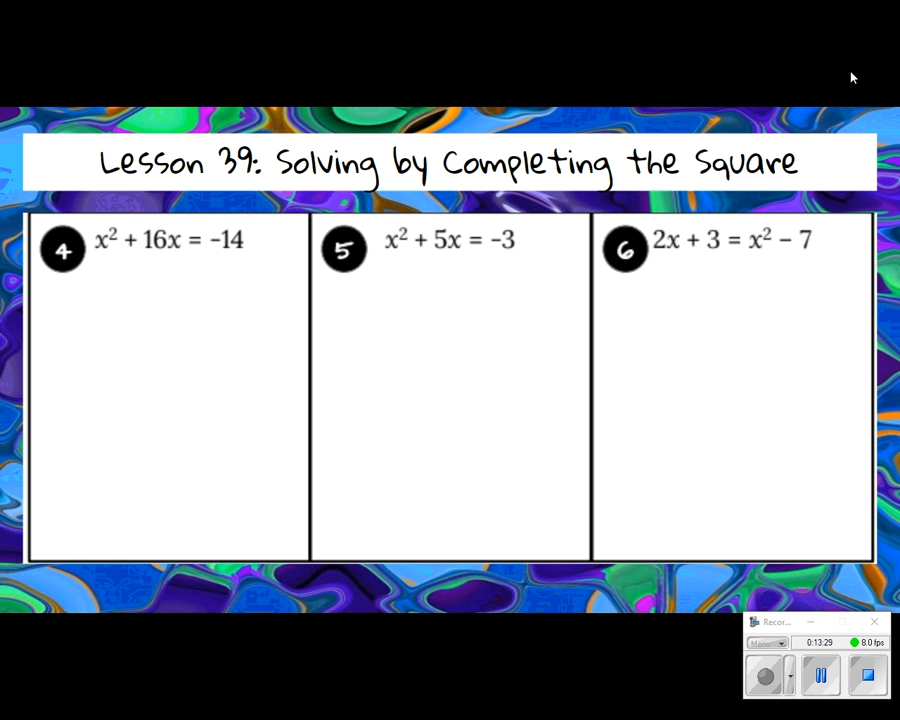 Lesson 39: Solving by Completing the Square
4 x² + 16x = -14
5 x² + 5x = -3
6 2x + 3 = x² − 7
Recor...
0:13:29 8.0 fps